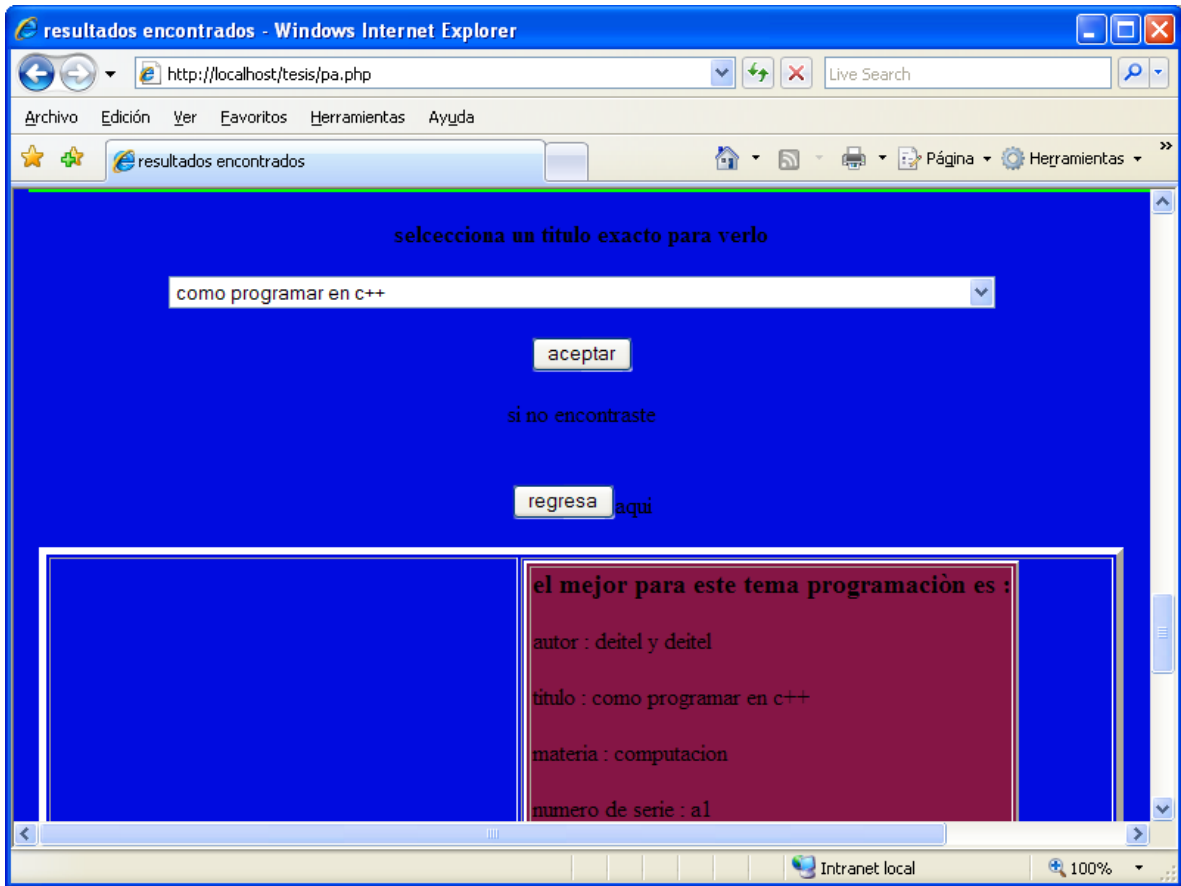 resultados encontrados - Windows Internet Explorer
http://localhost/tesis/pa.php
Live Search
Archivo Edición Ver Favoritos Herramientas Ayuda
resultados encontrados
Página Herramientas »
selcecciona un titulo exacto para verlo
como programar en c++
aceptar
si no encontraste
regresa aqui
el mejor para este tema programaciòn es :
autor : deitel y deitel
titulo : como programar en c++
materia : computacion
numero de serie : a1
Intranet local 100%